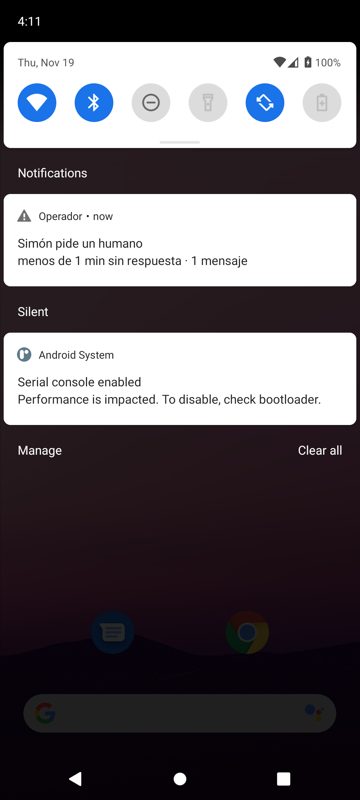 4:11
Thu, Nov 19
100%
Notifications
Operador • now
Simón pide un humano
menos de 1 min sin respuesta · 1 mensaje
Silent
Android System
Serial console enabled
Performance is impacted. To disable, check bootloader.
Manage
Clear all